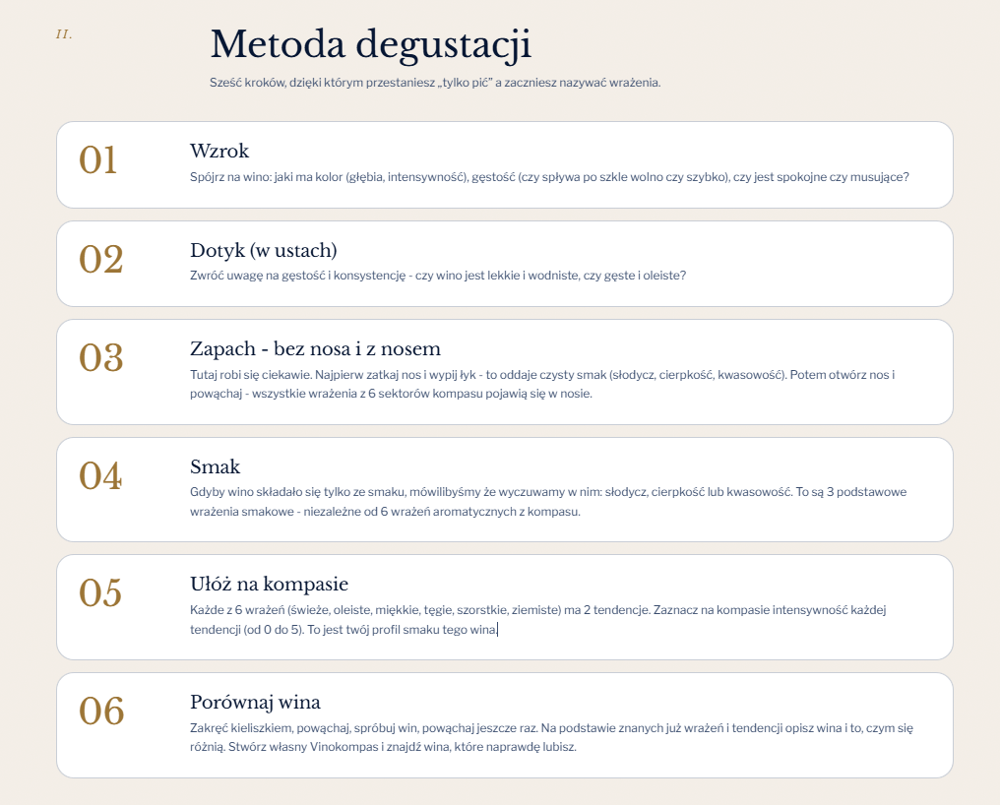 II.
Metoda degustacji
Sześć kroków, dzięki którym przestaniesz „tylko pić” a zaczniesz nazywać wrażenia.
01
Wzrok
Spójrz na wino: jaki ma kolor (głębia, intensywność), gęstość (czy spływa po szkle wolno czy szybko), czy jest spokojne czy musujące?
02
Dotyk (w ustach)
Zwróć uwagę na gęstość i konsystencję - czy wino jest lekkie i wodniste, czy gęste i oleiste?
03
Zapach - bez nosa i z nosem
Tutaj robi się ciekawie. Najpierw zatkaj nos i wypij łyk - to oddaje czysty smak (słodycz, cierpkość, kwasowość). Potem otwórz nos i
powąchaj - wszystkie wrażenia z 6 sektorów kompasu pojawią się w nosie.
04
Smak
Gdyby wino składało się tylko ze smaku, mówilibyśmy że wyczuwamy w nim: słodycz, cierpkość lub kwasowość. To są 3 podstawowe
wrażenia smakowe - niezależne od 6 wrażeń aromatycznych z kompasu.
05
Ułóż na kompasie
Każde z 6 wrażeń (świeże, oleiste, miękkie, tęgie, szorstkie, ziemiste) ma 2 tendencje. Zaznacz na kompasie intensywność każdej
tendencji (od 0 do 5). To jest twój profil smaku tego wina.
06
Porównaj wina
Zakręć kieliszkiem, powąchaj, spróbuj win, powąchaj jeszcze raz. Na podstawie znanych już wrażeń i tendencji opisz wina i to, czym się
różnią. Stwórz własny Vinokompas i znajdź wina, które naprawdę lubisz.